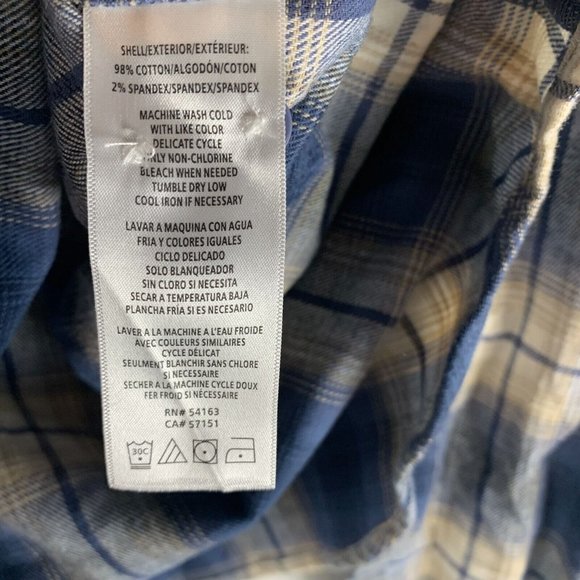 SHELL/EXTERIOR/EXTÉRIEUR:
98% COTTON/ALGODÓN/COTON
2% SPANDEX/SPANDEX/SPANDEX
MACHINE WASH COLD
WITH LIKE COLOR
DELICATE CYCLE
ONLY NON-CHLORINE
BLEACH WHEN NEEDED
TUMBLE DRY LOW
COOL IRON IF NECESSARY
LAVAR A MAQUINA CON AGUA
FRIA Y COLORES IGUALES
CICLO DELICADO
SOLO BLANQUEADOR
SIN CLORO SI NECESITA
SECAR A TEMPERATURA BAJA
PLANCHA FRÍA SI ES NECESARIO
LAVER A LA MACHINE A L'EAU FROIDE
AVEC COULEURS SIMILAIRES
CYCLE DÉLICAT
SEULMENT BLANCHIR SANS CHLORE
SI NÉCESSAIRE
SECHER A LA MACHINE CYCLE DOUX
FER FROID SI NÉCESSAIRE
RN# 54163
CA# 57151
30C